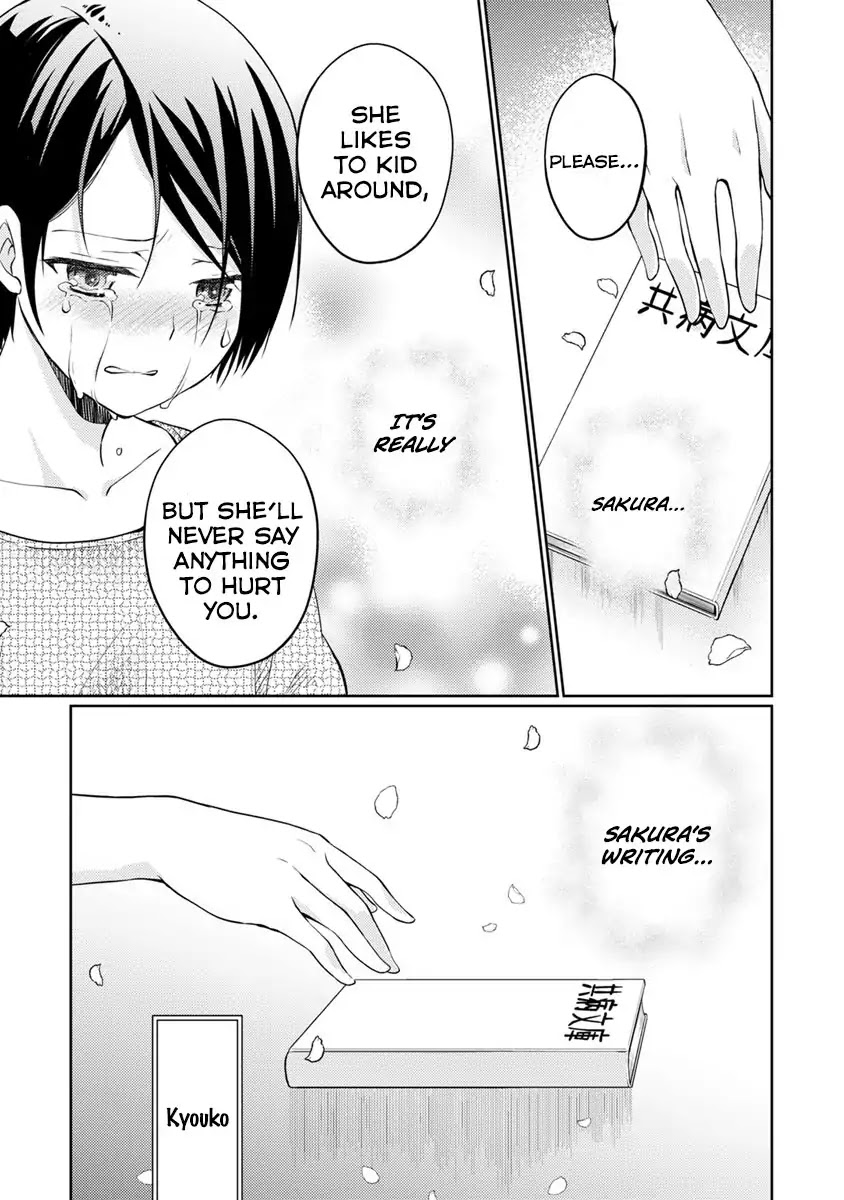 PLEASE...
共病文庫
SAKURA...
SHE
LIKES
TO KID
AROUND,
IT'S
REALLY
BUT SHE'LL
NEVER SAY
ANYTHING
TO HURT
YOU.
SAKURA'S
WRITING...
共病文庫
Kyouko